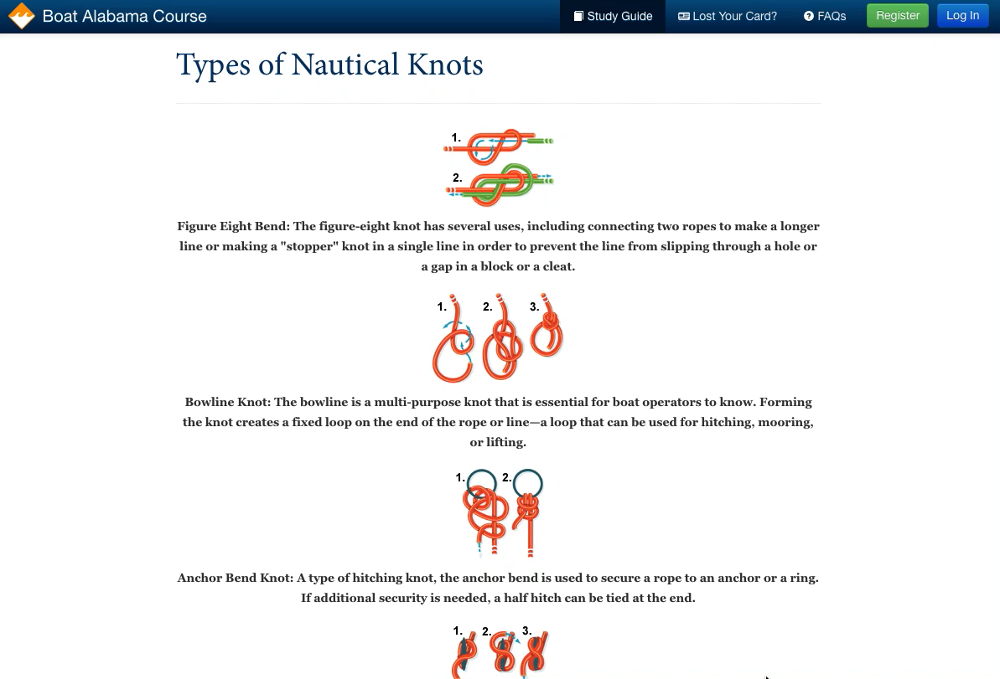 Boat Alabama Course
Study Guide
Lost Your Card?
FAQs
Register
Log In
Types of Nautical Knots
1.
2.
Figure Eight Bend: The figure-eight knot has several uses, including connecting two ropes to make a longer
line or making a "stopper" knot in a single line in order to prevent the line from slipping through a hole or
a gap in a block or a cleat.
1. 2. 3.
Bowline Knot: The bowline is a multi-purpose knot that is essential for boat operators to know. Forming
the knot creates a fixed loop on the end of the rope or line—a loop that can be used for hitching, mooring,
or lifting.
1. 2.
Anchor Bend Knot: A type of hitching knot, the anchor bend is used to secure a rope to an anchor or a ring.
If additional security is needed, a half hitch can be tied at the end.
1. 2. 3.